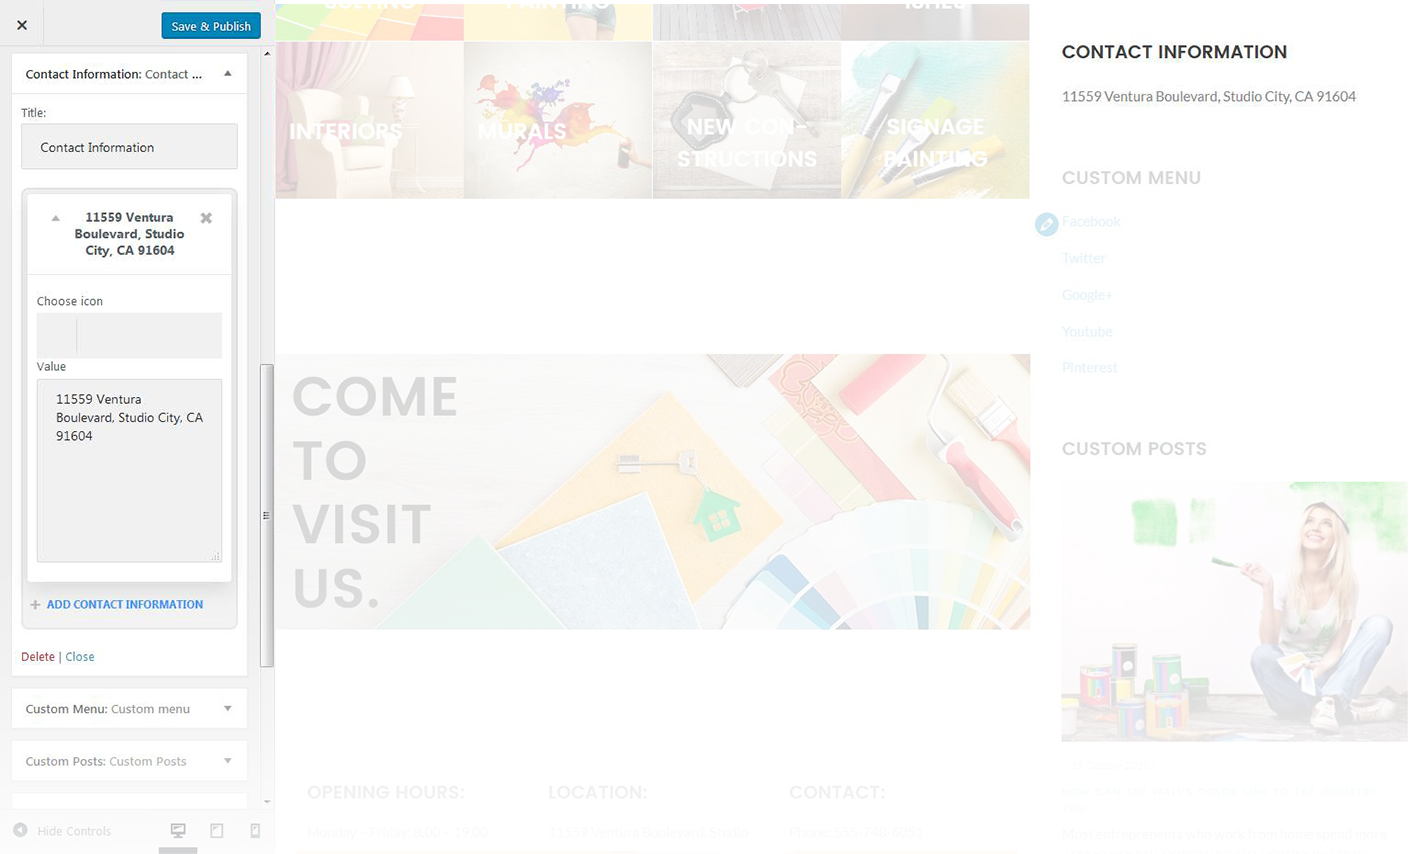 Save & Publish
Contact Information: Contact ...
Title:
Contact Information
11559 Ventura
Boulevard, Studio
City, CA 91604
Choose icon
Value
11559 Ventura
Boulevard, Studio City, CA
91604
ADD CONTACT INFORMATION
Delete | Close
Custom Menu: Custom menu
Custom Posts: Custom Posts
Hide Controls
PAINTING
INTERIORS
MURALS
NEW CON-
STRUCTIONS
SIGNAGE
PAINTING
COME
TO
VISIT
US.
OPENING HOURS:
Monday - Friday: 8.00 - 19.00
LOCATION:
11559 Ventura Boulevard, Studio
CONTACT:
Phone: 555-748-6051
CONTACT INFORMATION
11559 Ventura Boulevard, Studio City, CA 91604
CUSTOM MENU
Facebook
Twitter
Google+
Youtube
Pinterest
CUSTOM POSTS
Most entrepreneurs who work from home spend more